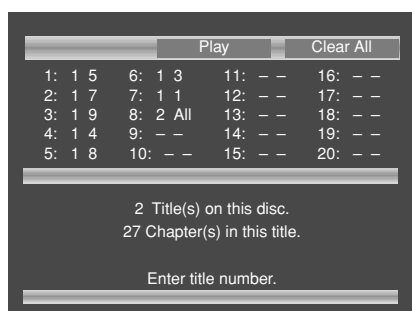 Play Clear All
1: 1 5 6: 1 3 11: – – 16: – –
2: 1 7 7: 1 1 12: – – 17: – –
3: 1 9 8: 2 All 13: – – 18: – –
4: 1 4 9: – – 14: – – 19: – –
5: 1 8 10: – – 15: – – 20: – –
2 Title(s) on this disc.
27 Chapter(s) in this title.
Enter title number.